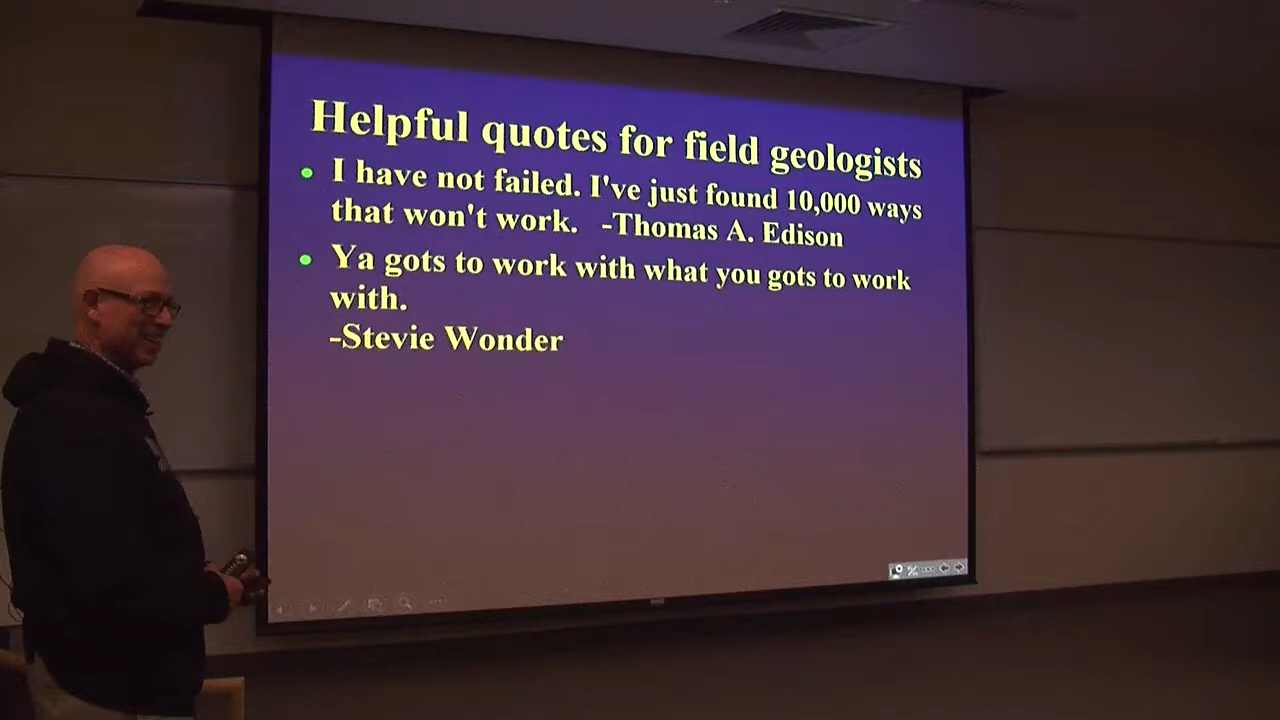 Helpful quotes for field geologists
• I have not failed. I've just found 10,000 ways
that won't work. -Thomas A. Edison
• Ya gots to work with what you gots to work
with.
-Stevie Wonder